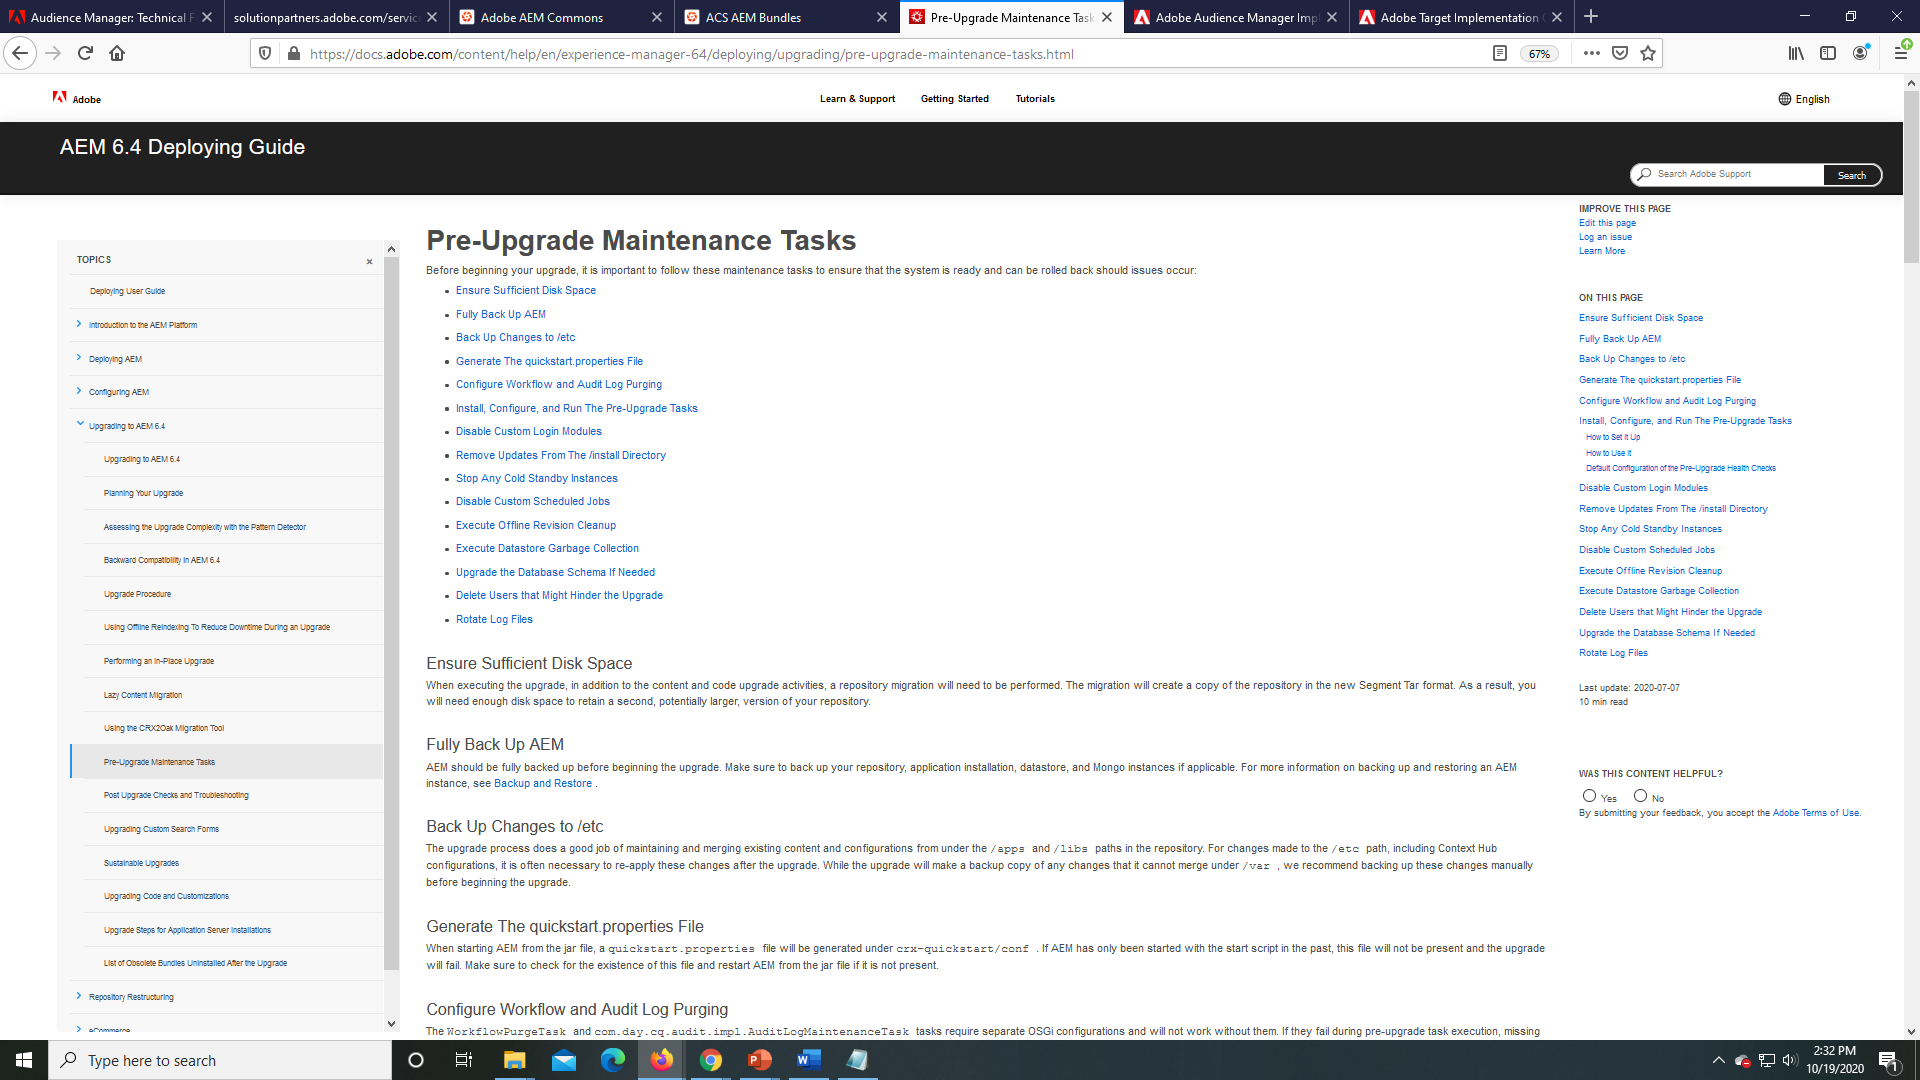 Audience Manager: Technical F
solutionpartners.adobe.com/servic
Adobe AEM Commons
ACS AEM Bundles
Pre-Upgrade Maintenance Task
Adobe Audience Manager Imp
Adobe Target Implementation
https://docs.adobe.com/content/help/en/experience-manager-64/deploying/upgrading/pre-upgrade-maintenance-tasks.html
67%
Adobe
Learn & Support
Getting Started
Tutorials
English
AEM 6.4 Deploying Guide
Search Adobe Support
Search
TOPICS
Deploying User Guide
Introduction to the AEM Platform
Deploying AEM
Configuring AEM
Upgrading to AEM 6.4
Upgrading to AEM 6.4
Planning Your Upgrade
Assessing the Upgrade Complexity with the Pattern Detector
Backward Compatibility in AEM 6.4
Upgrade Procedure
Using Offline Reindexing To Reduce Downtime During an Upgrade
Performing an In-Place Upgrade
Lazy Content Migration
Using the CRX2Oak Migration Tool
Pre-Upgrade Maintenance Tasks
Post Upgrade Checks and Troubleshooting
Upgrading Custom Search Forms
Sustainable Upgrades
Upgrading Code and Customizations
Upgrade Steps for Application Server Installations
List of Obsolete Bundles Uninstalled After the Upgrade
Repository Restructuring
eCommerce
Pre-Upgrade Maintenance Tasks
Before beginning your upgrade, it is important to follow these maintenance tasks to ensure that the system is ready and can be rolled back should issues occur:
Ensure Sufficient Disk Space
Fully Back Up AEM
Back Up Changes to /etc
Generate The quickstart.properties File
Configure Workflow and Audit Log Purging
Install, Configure, and Run The Pre-Upgrade Tasks
Disable Custom Login Modules
Remove Updates From The /install Directory
Stop Any Cold Standby Instances
Disable Custom Scheduled Jobs
Execute Offline Revision Cleanup
Execute Datastore Garbage Collection
Upgrade the Database Schema If Needed
Delete Users that Might Hinder the Upgrade
Rotate Log Files
Ensure Sufficient Disk Space
When executing the upgrade, in addition to the content and code upgrade activities, a repository migration will need to be performed. The migration will create a copy of the repository in the new Segment Tar format. As a result, you
will need enough disk space to retain a second, potentially larger, version of your repository.
Fully Back Up AEM
AEM should be fully backed up before beginning the upgrade. Make sure to back up your repository, application installation, datastore, and Mongo instances if applicable. For more information on backing up and restoring an AEM
instance, see Backup and Restore .
Back Up Changes to /etc
The upgrade process does a good job of maintaining and merging existing content and configurations from under the /apps and /libs paths in the repository. For changes made to the /etc path, including Context Hub
configurations, it is often necessary to re-apply these changes after the upgrade. While the upgrade will make a backup copy of any changes that it cannot merge under /var , we recommend backing up these changes manually
before beginning the upgrade.
Generate The quickstart.properties File
When starting AEM from the jar file, a quickstart.properties file will be generated under crx-quickstart/conf . If AEM has only been started with the start script in the past, this file will not be present and the upgrade
will fail. Make sure to check for the existence of this file and restart AEM from the jar file if it is not present.
Configure Workflow and Audit Log Purging
The WorkflowPurgeTask and com.day.cq.audit.impl.AuditLogMaintenanceTask tasks require separate OSGi configurations and will not work without them. If they fail during pre-upgrade task execution, missing
IMPROVE THIS PAGE
Edit this page
Log an issue
Learn More
ON THIS PAGE
Ensure Sufficient Disk Space
Fully Back Up AEM
Back Up Changes to /etc
Generate The quickstart.properties File
Configure Workflow and Audit Log Purging
Install, Configure, and Run The Pre-Upgrade Tasks
How to Set It Up
How to Use It
Default Configuration of the Pre-Upgrade Health Checks
Disable Custom Login Modules
Remove Updates From The /install Directory
Stop Any Cold Standby Instances
Disable Custom Scheduled Jobs
Execute Offline Revision Cleanup
Execute Datastore Garbage Collection
Delete Users that Might Hinder the Upgrade
Upgrade the Database Schema If Needed
Rotate Log Files
Last update: 2020-07-07
10 min read
WAS THIS CONTENT HELPFUL?
Yes No
By submitting your feedback, you accept the Adobe Terms of Use.
Type here to search
2:32 PM
10/19/2020
1